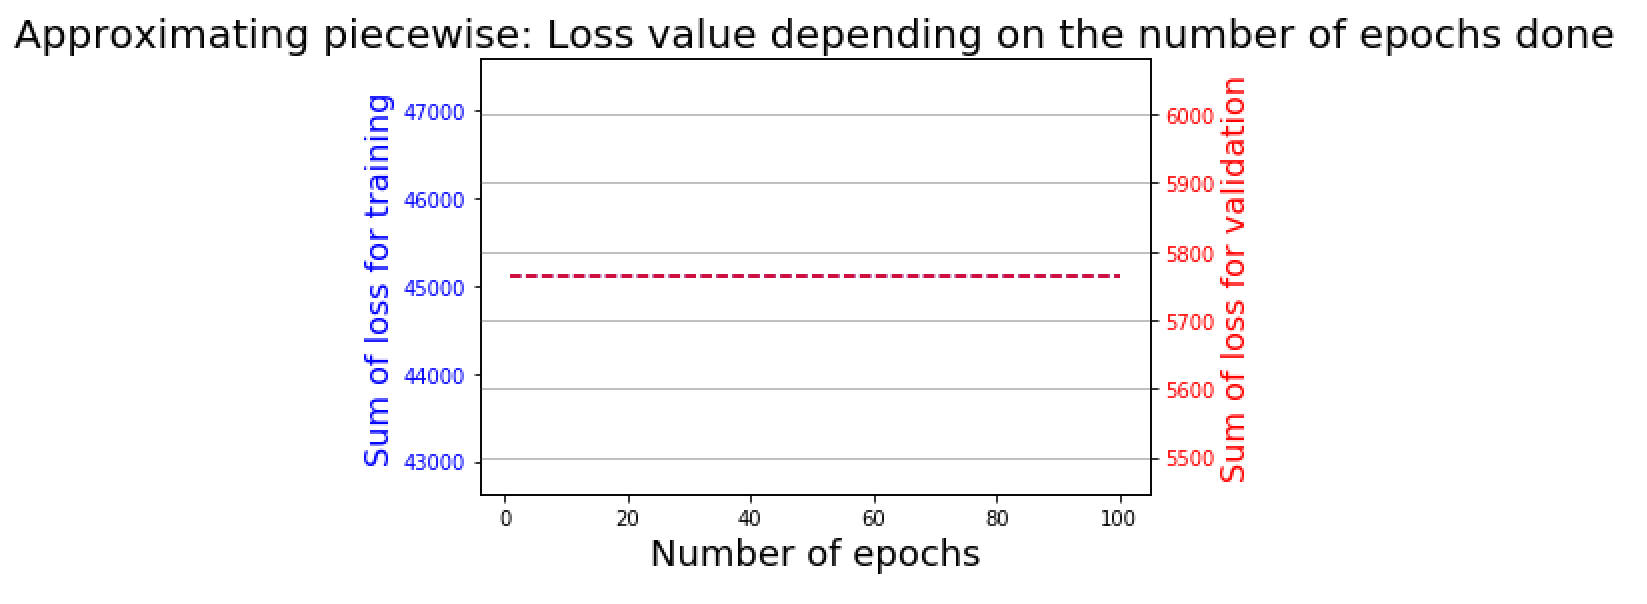 Approximating piecewise: Loss value depending on the number of epochs done
Sum of loss for training
47000
46000
45000
44000
43000
6000
5900
5800
5700
5600
5500
Sum of loss for validation
0 20 40 60 80 100
Number of epochs